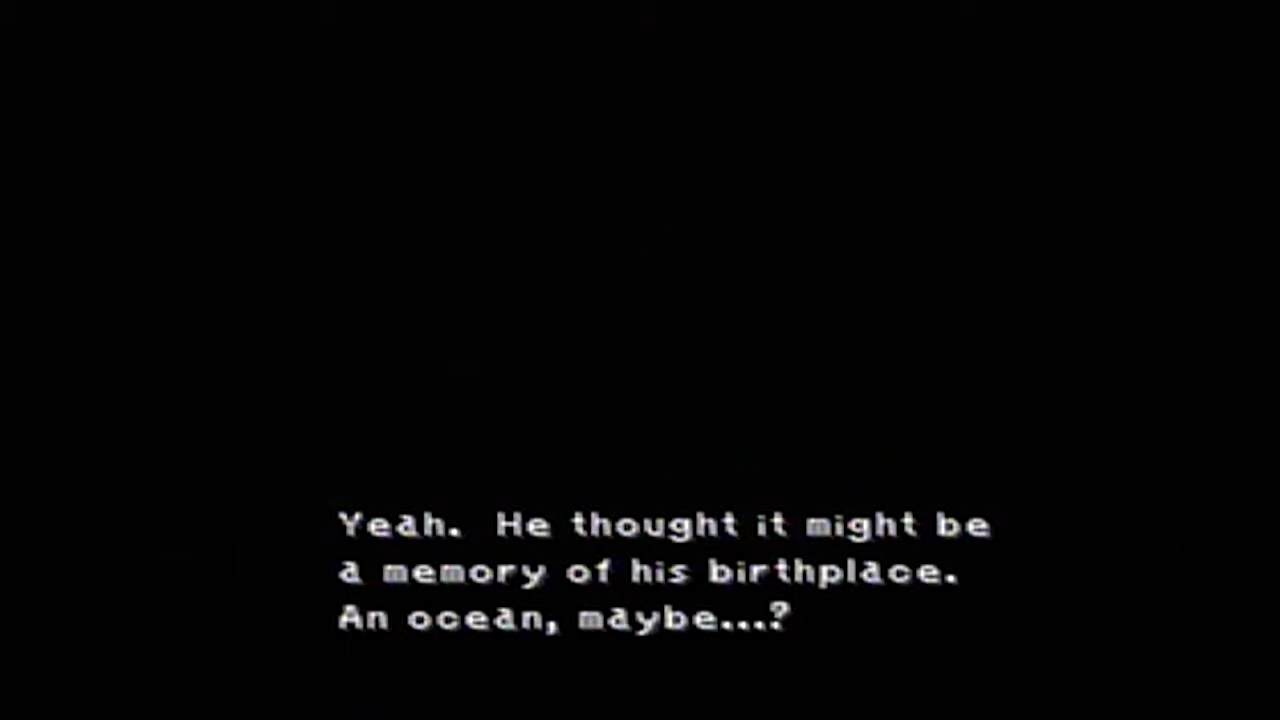 Yeah.  He thought it might be
a memory of his birthplace.
An ocean, maybe...?